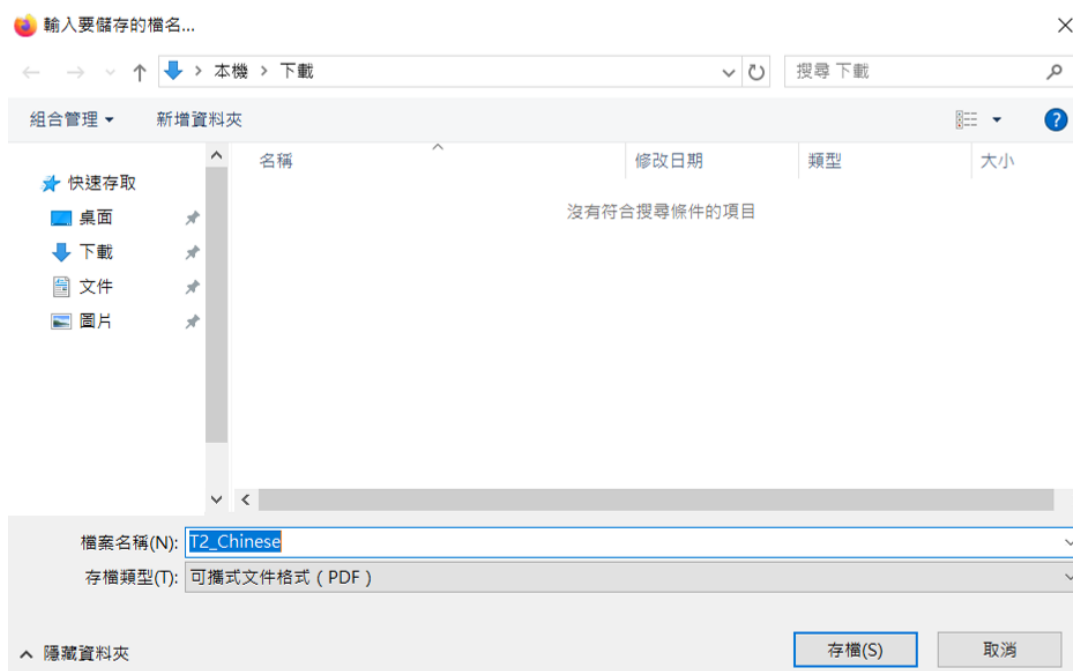 輸入要儲存的檔名...
本機 > 下載
搜尋 下載
組合管理
新增資料夾
?
名稱
修改日期
類型
大小
快速存取
沒有符合搜尋條件的項目
桌面
下載
文件
圖片
檔案名稱(N): T2_Chinese
存檔類型(T): 可攜式文件格式 ( PDF )
隱藏資料夾
存檔(S)
取消